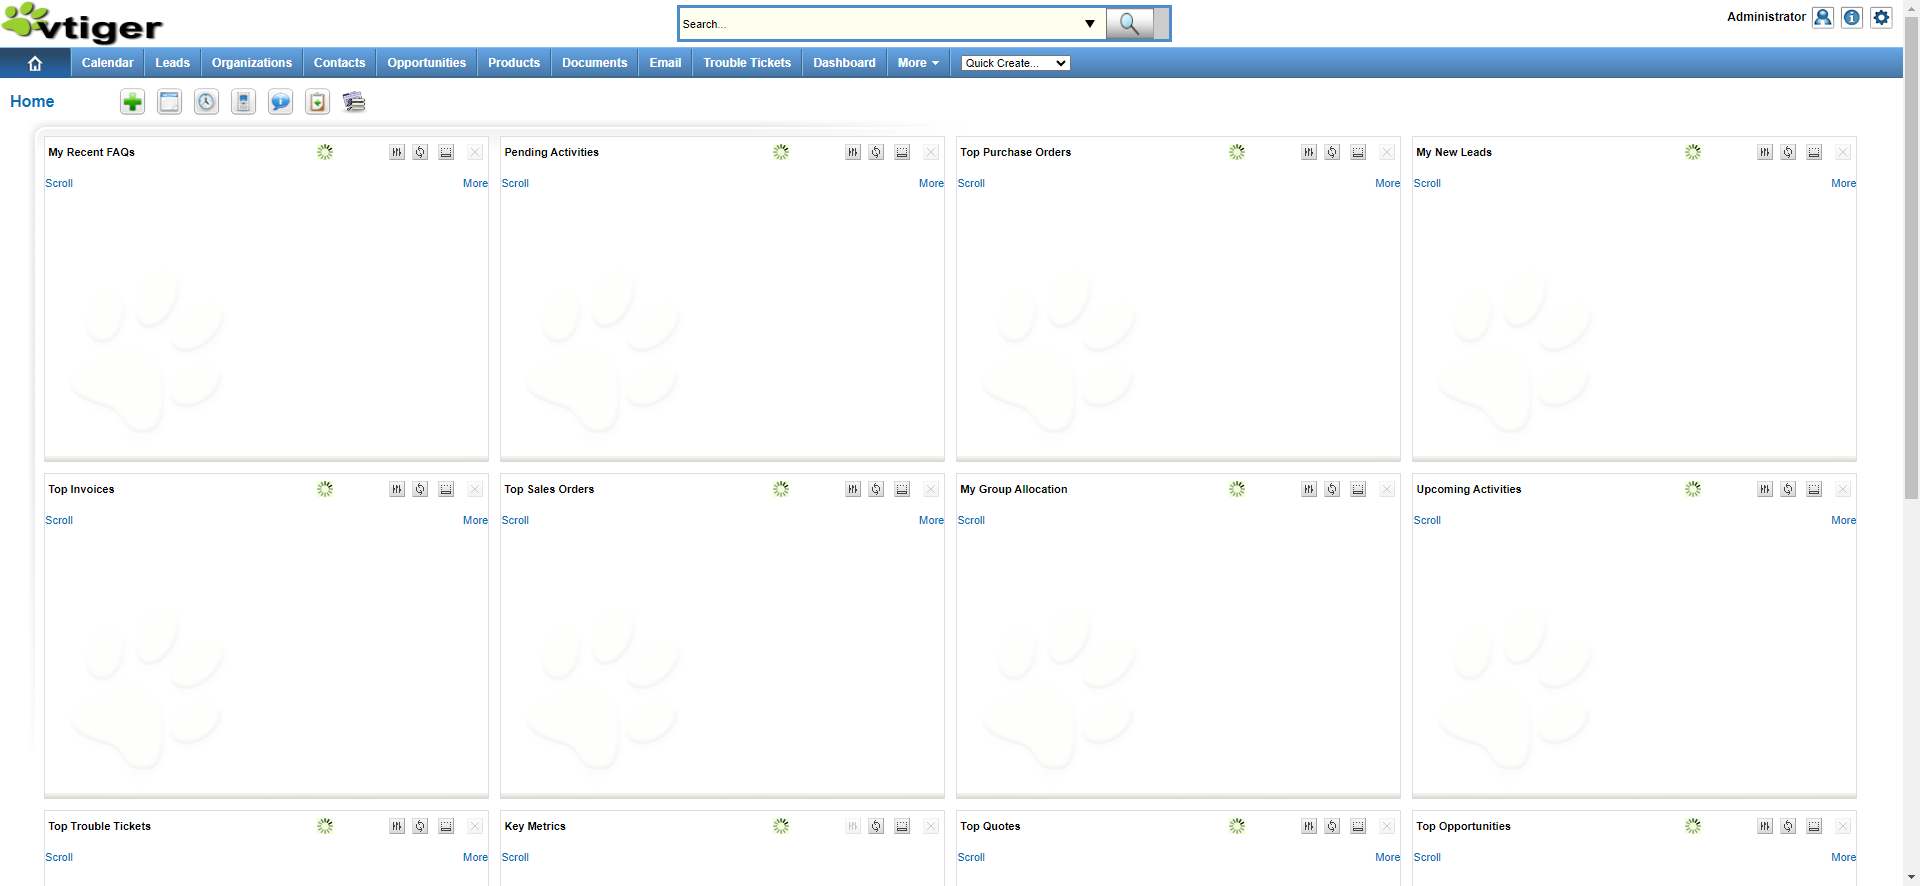 vtiger
Search...
Administrator
Calendar Leads Organizations Contacts Opportunities Products Documents Email Trouble Tickets Dashboard More Quick Create...
Home
My Recent FAQs
Scroll More
Pending Activities
Scroll More
Top Purchase Orders
Scroll More
My New Leads
Scroll More
Top Invoices
Scroll More
Top Sales Orders
Scroll More
My Group Allocation
Scroll More
Upcoming Activities
Scroll More
Top Trouble Tickets
Scroll More
Key Metrics
Scroll
Top Quotes
Scroll More
Top Opportunities
Scroll More